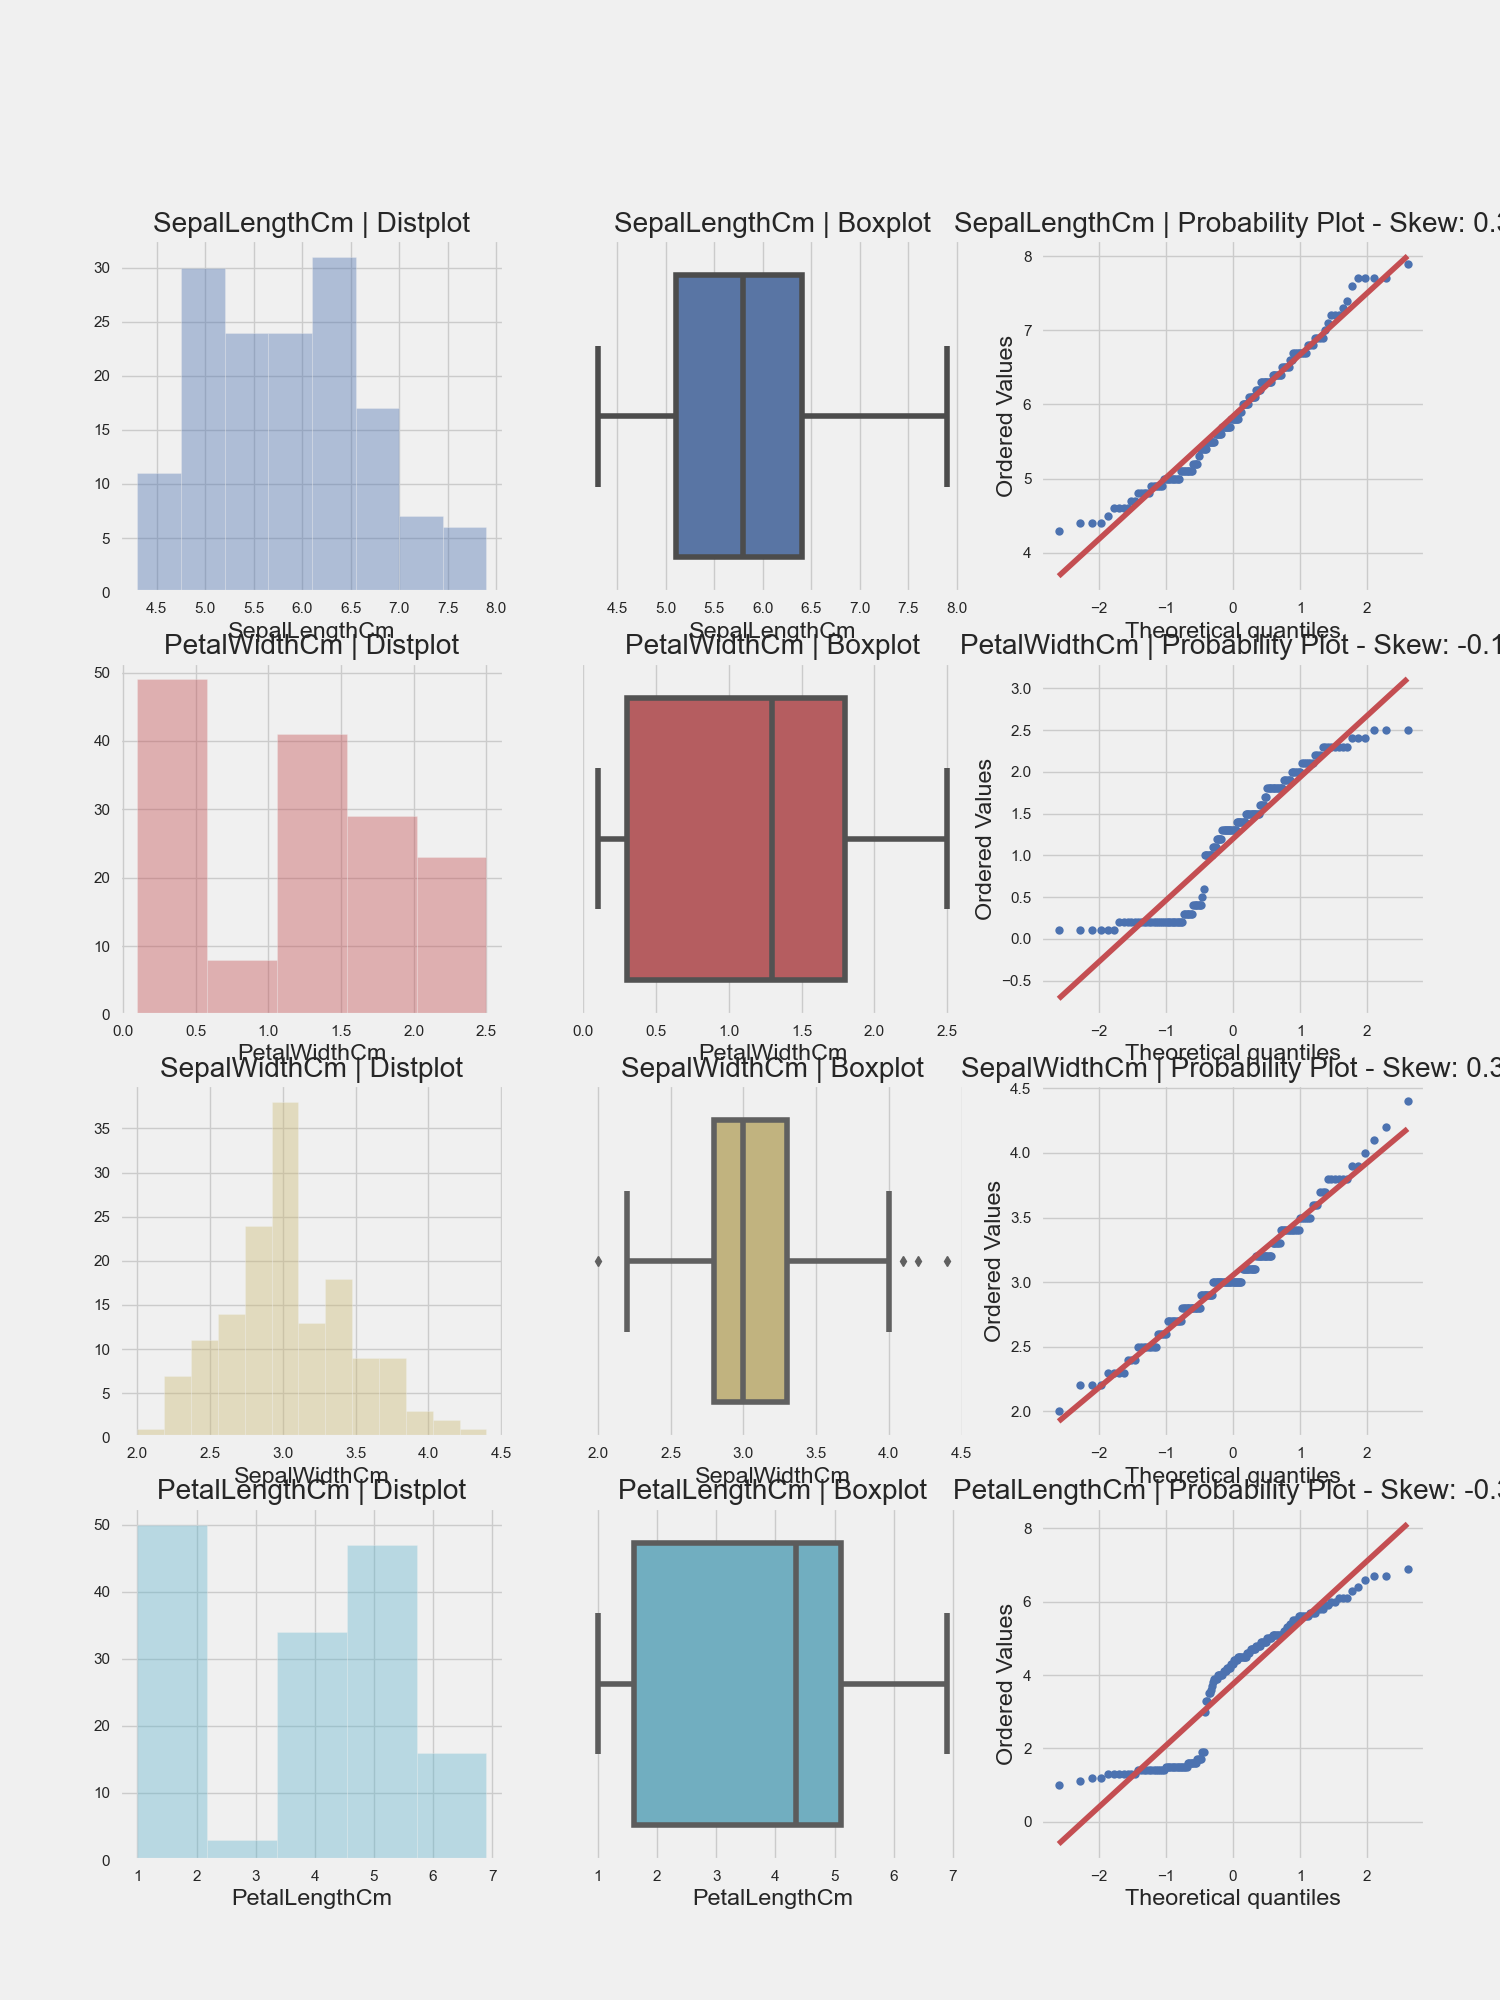 SepalLengthCm | Distplot
SepalLengthCm | Boxplot
SepalLengthCm | Probability Plot - Skew: 0.3
30
25
20
15
10
5
0
4.5 5.0 5.5 6.0 6.5 7.0 7.5 8.0
SepalLengthCm
4.5 5.0 5.5 6.0 6.5 7.0 7.5 8.0
SepalLengthCm
Ordered Values
8
7
6
5
4
−2 −1 0 1 2
Theoretical quantiles
PetalWidthCm | Distplot
PetalWidthCm | Boxplot
PetalWidthCm | Probability Plot - Skew: -0.1
50
40
30
20
10
0
0.0 0.5 1.0 1.5 2.0 2.5
PetalWidthCm
0.0 0.5 1.0 1.5 2.0 2.5
PetalWidthCm
Ordered Values
3.0
2.5
2.0
1.5
1.0
0.5
0.0
−0.5
−2 −1 0 1 2
Theoretical quantiles
SepalWidthCm | Distplot
SepalWidthCm | Boxplot
SepalWidthCm | Probability Plot - Skew: 0.3
35
30
25
20
15
10
5
0
2.0 2.5 3.0 3.5 4.0 4.5
SepalWidthCm
2.0 2.5 3.0 3.5 4.0 4.5
SepalWidthCm
Ordered Values
4.5
4.0
3.5
3.0
2.5
2.0
−2 −1 0 1 2
Theoretical quantiles
PetalLengthCm | Distplot
PetalLengthCm | Boxplot
PetalLengthCm | Probability Plot - Skew: -0.3
50
40
30
20
10
0
1 2 3 4 5 6 7
PetalLengthCm
1 2 3 4 5 6 7
PetalLengthCm
Ordered Values
8
6
4
2
0
−2 −1 0 1 2
Theoretical quantiles